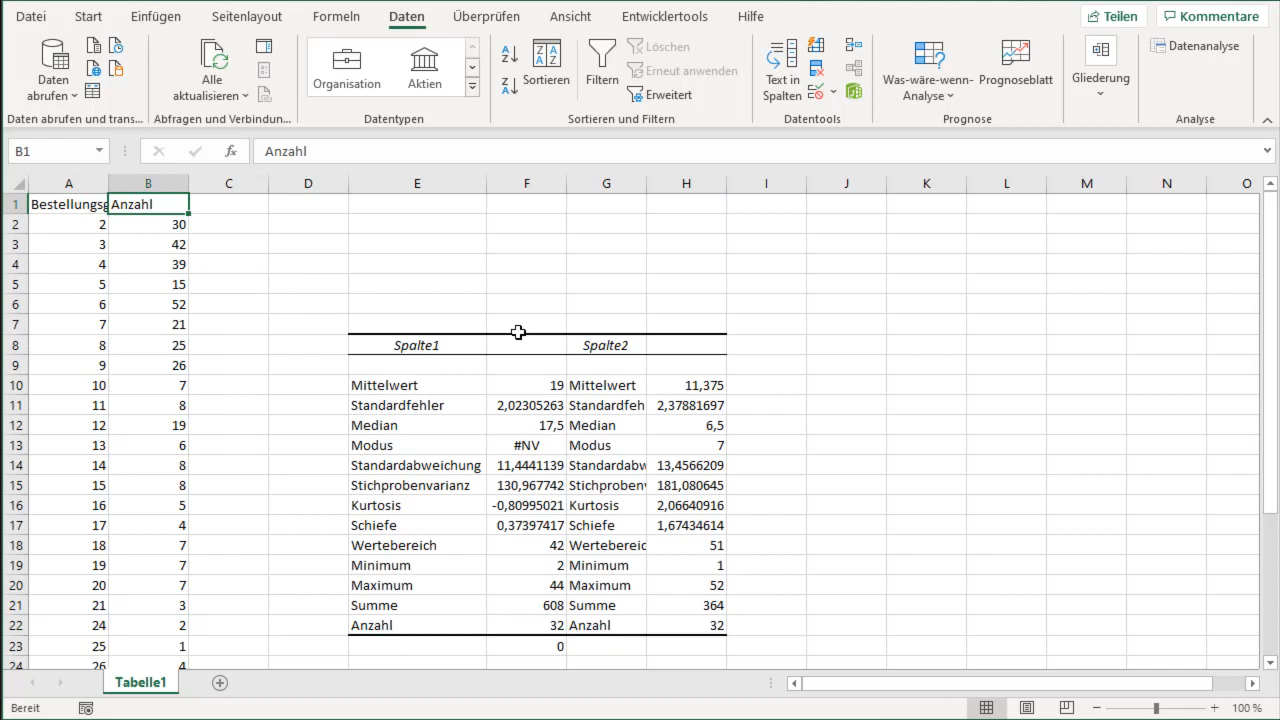 Datei Start Einfügen Seitenlayout Formeln Daten Überprüfen Ansicht Entwicklertools Hilfe Teilen Kommentare
Daten abrufen
Alle aktualisieren
Organisation
Aktien
Sortieren
Filtern
Löschen
Erneut anwenden
Erweitert
Text in Spalten
Was-wäre-wenn-Analyse
Prognoseblatt
Gliederung
Datenanalyse
Daten abrufen und trans... Abfragen und Verbindun... Datentypen Sortieren und Filtern Datentools Prognose Analyse
B1 fx Anzahl
A B C D E F G H I J K L M N O
1 Bestellungsg Anzahl
2 2 30
3 3 42
4 4 39
5 5 15
6 6 52
7 7 21
8 8 25 Spalte1 Spalte2
9 9 26
10 10 7 Mittelwert 19 Mittelwert 11,375
11 11 8 Standardfehler 2,02305263 Standardfeh 2,37881697
12 12 19 Median 17,5 Median 6,5
13 13 6 Modus #NV Modus 7
14 14 8 Standardabweichung 11,4441139 Standardabw 13,4566209
15 15 8 Stichprobenvarianz 130,967742 Stichproben 181,080645
16 16 5 Kurtosis -0,80995021 Kurtosis 2,06640916
17 17 4 Schiefe 0,37397417 Schiefe 1,67434614
18 18 7 Wertebereich 42 Wertebereic 51
19 19 7 Minimum 2 Minimum 1
20 20 7 Maximum 44 Maximum 52
21 21 3 Summe 608 Summe 364
22 24 2 Anzahl 32 Anzahl 32
23 25 1 0
24 26 4
Tabelle1
Bereit 100 %